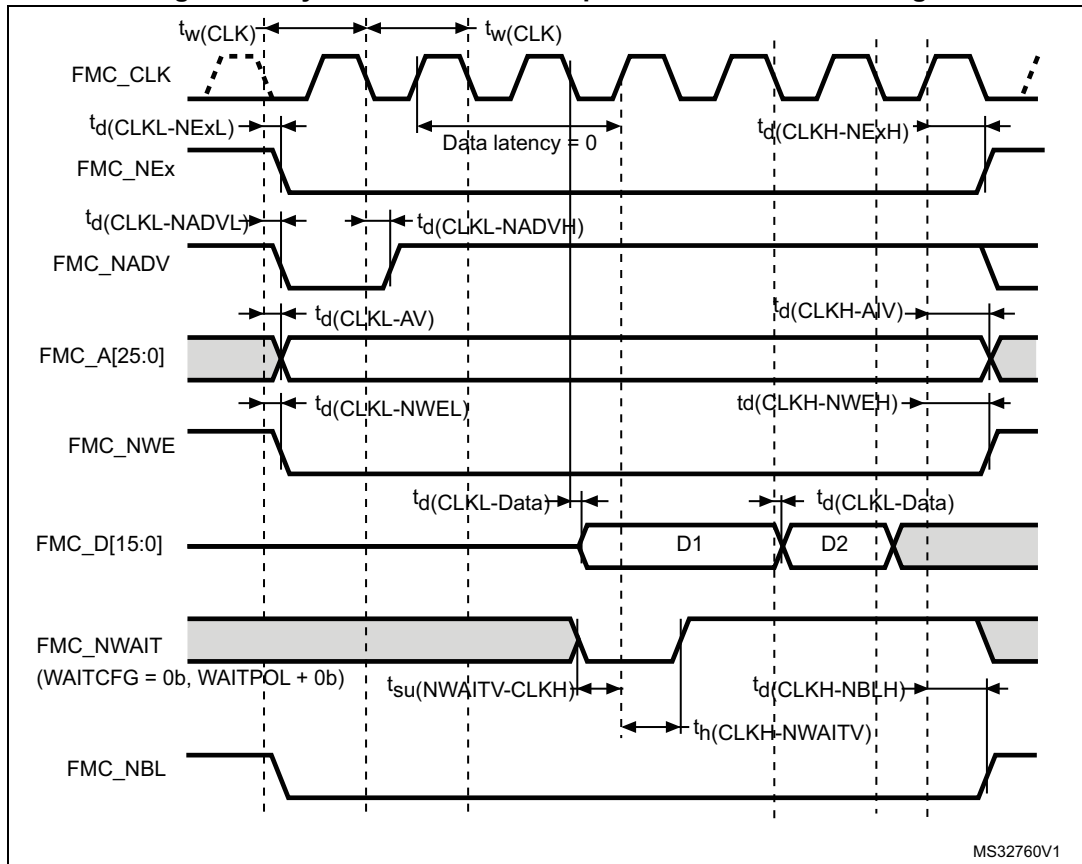 tw(CLK) tw(CLK)
FMC_CLK
td(CLKL-NExL) Data latency = 0 td(CLKH-NExH)
FMC_NEx
td(CLKL-NADVL) td(CLKL-NADVH)
FMC_NADV
td(CLKL-AV) td(CLKH-AIV)
FMC_A[25:0]
td(CLKL-NWEL) td(CLKH-NWEH)
FMC_NWE
td(CLKL-Data) td(CLKL-Data)
FMC_D[15:0] D1 D2
FMC_NWAIT
(WAITCFG = 0b, WAITPOL + 0b)
tsu(NWAITV-CLKH) td(CLKH-NBLH)
th(CLKH-NWAITV)
FMC_NBL
MS32760V1